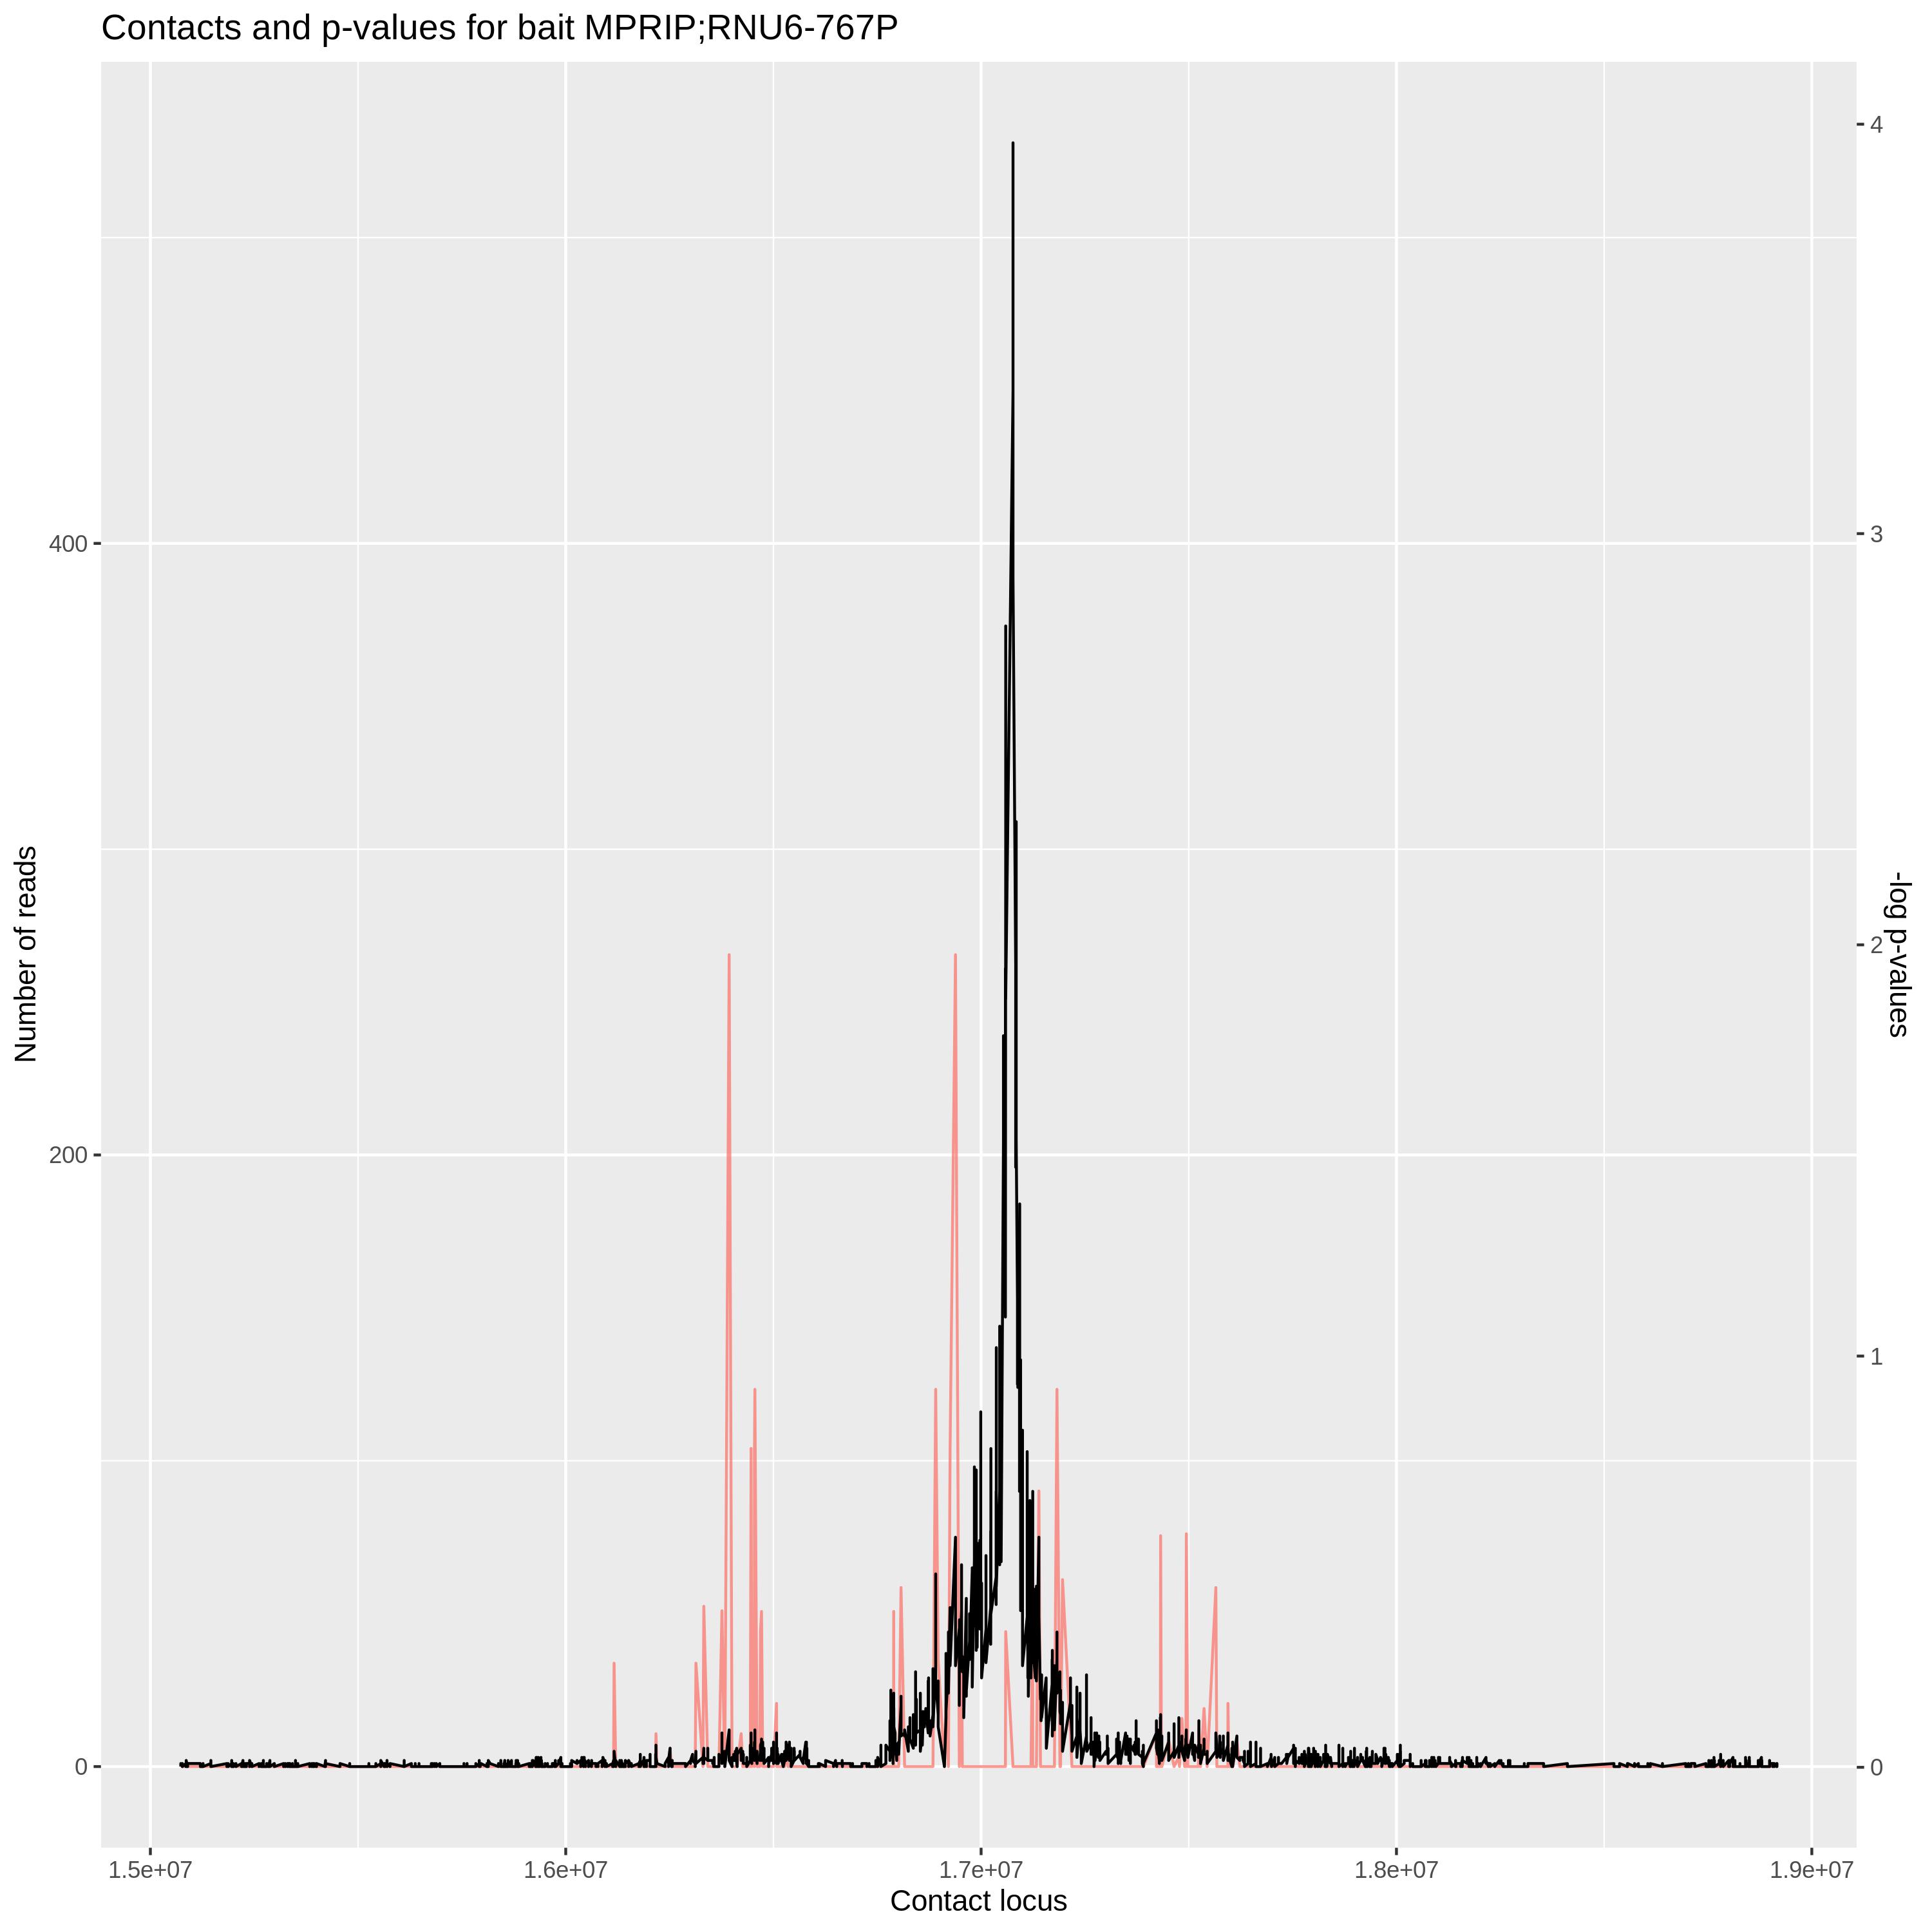 Contacts and p-values for bait MPRIP;RNU6-767P
Number of reads
400
200
0
4
3
2
1
0
-log p-values
1.5e+07
1.6e+07
1.7e+07
1.8e+07
1.9e+07
Contact locus